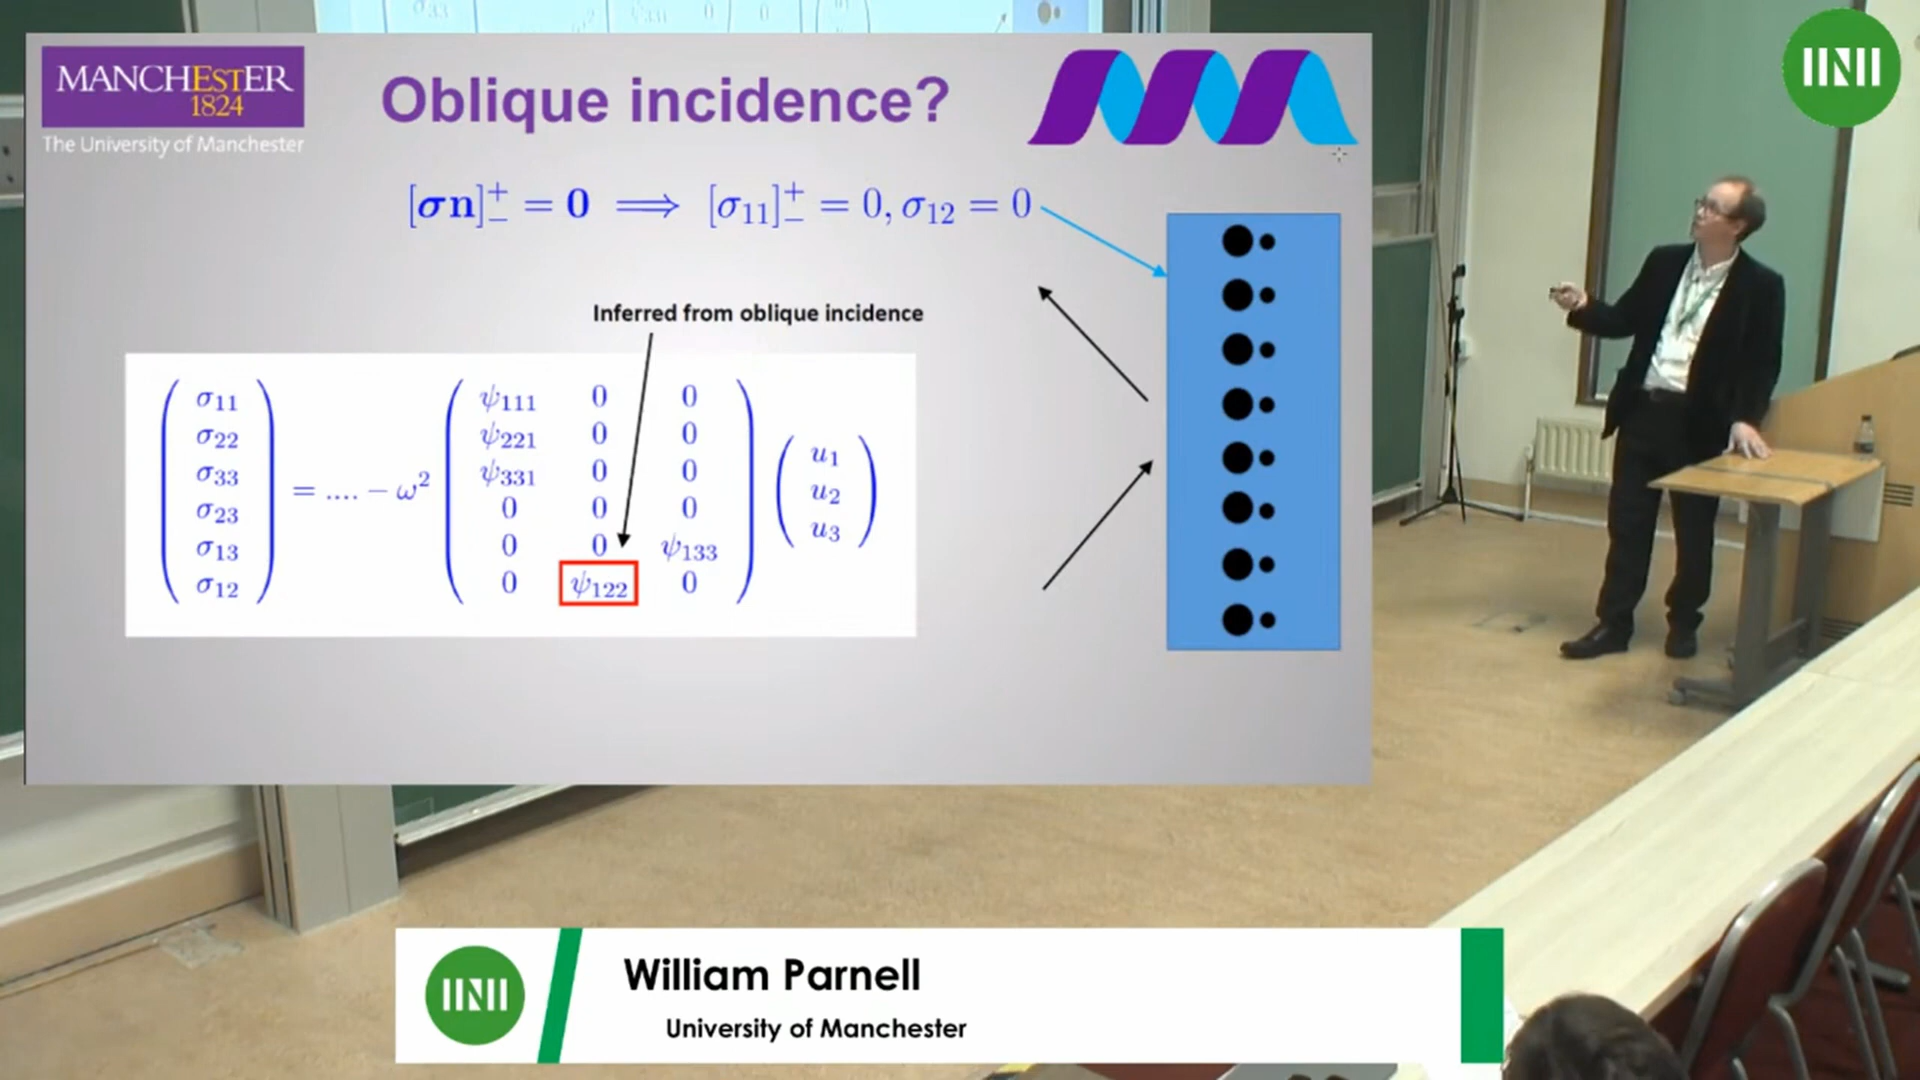 MANCHESTER
1824
The University of Manchester
Oblique incidence?
[σn]⁺₋ = 0 ⟹ [σ₁₁]⁺₋ = 0, σ₁₂ = 0
Inferred from oblique incidence
σ₁₁ ψ₁₁₁ 0 0
σ₂₂ ψ₂₂₁ 0 0 u₁
σ₃₃ ψ₃₃₁ 0 0
σ₂₃ = .... − ω² 0 0 0 u₂
σ₁₃ 0 0 ψ₁₃₃ u₃
σ₁₂ 0 ψ₁₂₂ 0
William Parnell
University of Manchester